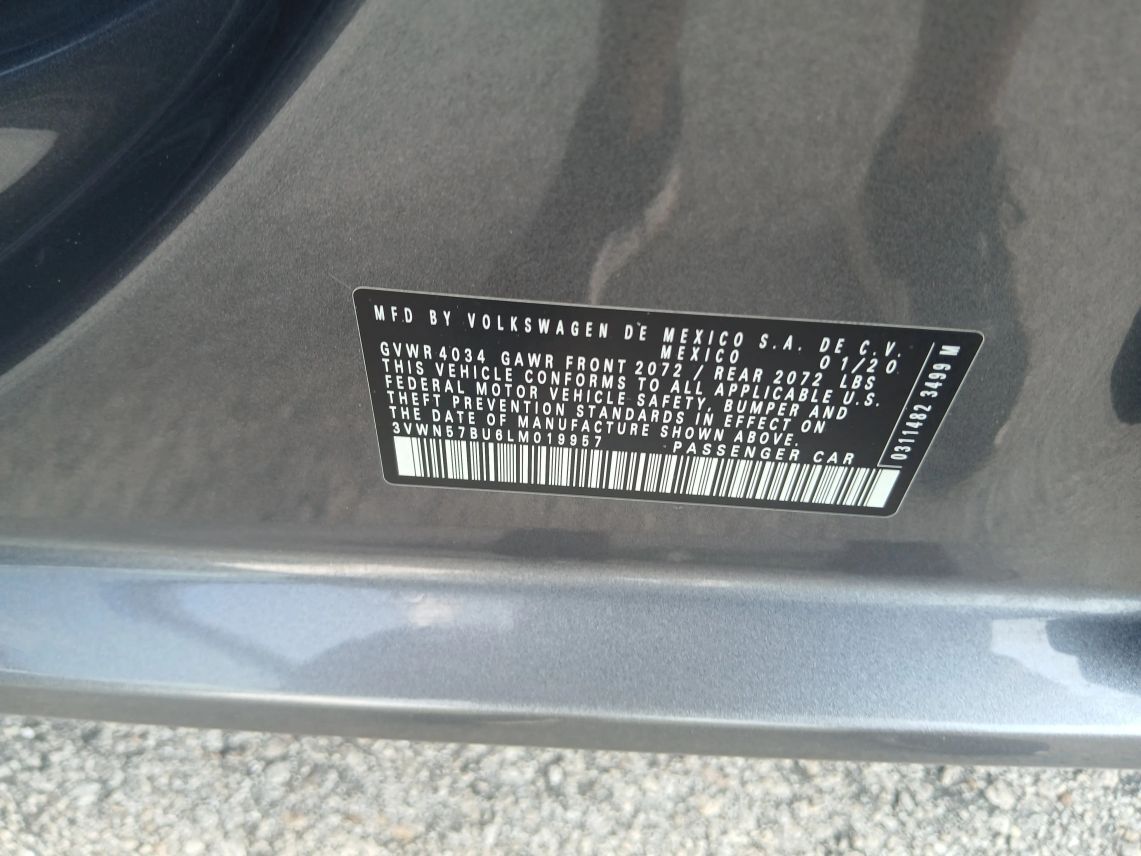 MFD BY VOLKSWAGEN DE MEXICO S.A. DE C.V.
MEXICO 01/20
GVWR 4034 GAWR FRONT 2072 / REAR 2072 LBS
THIS VEHICLE CONFORMS TO ALL APPLICABLE U.S.
FEDERAL MOTOR VEHICLE SAFETY, BUMPER AND
THEFT PREVENTION STANDARDS IN EFFECT ON
THE DATE OF MANUFACTURE SHOWN ABOVE.
3VWN57BU6LM019957 PASSENGER CAR
0311482 3499 M